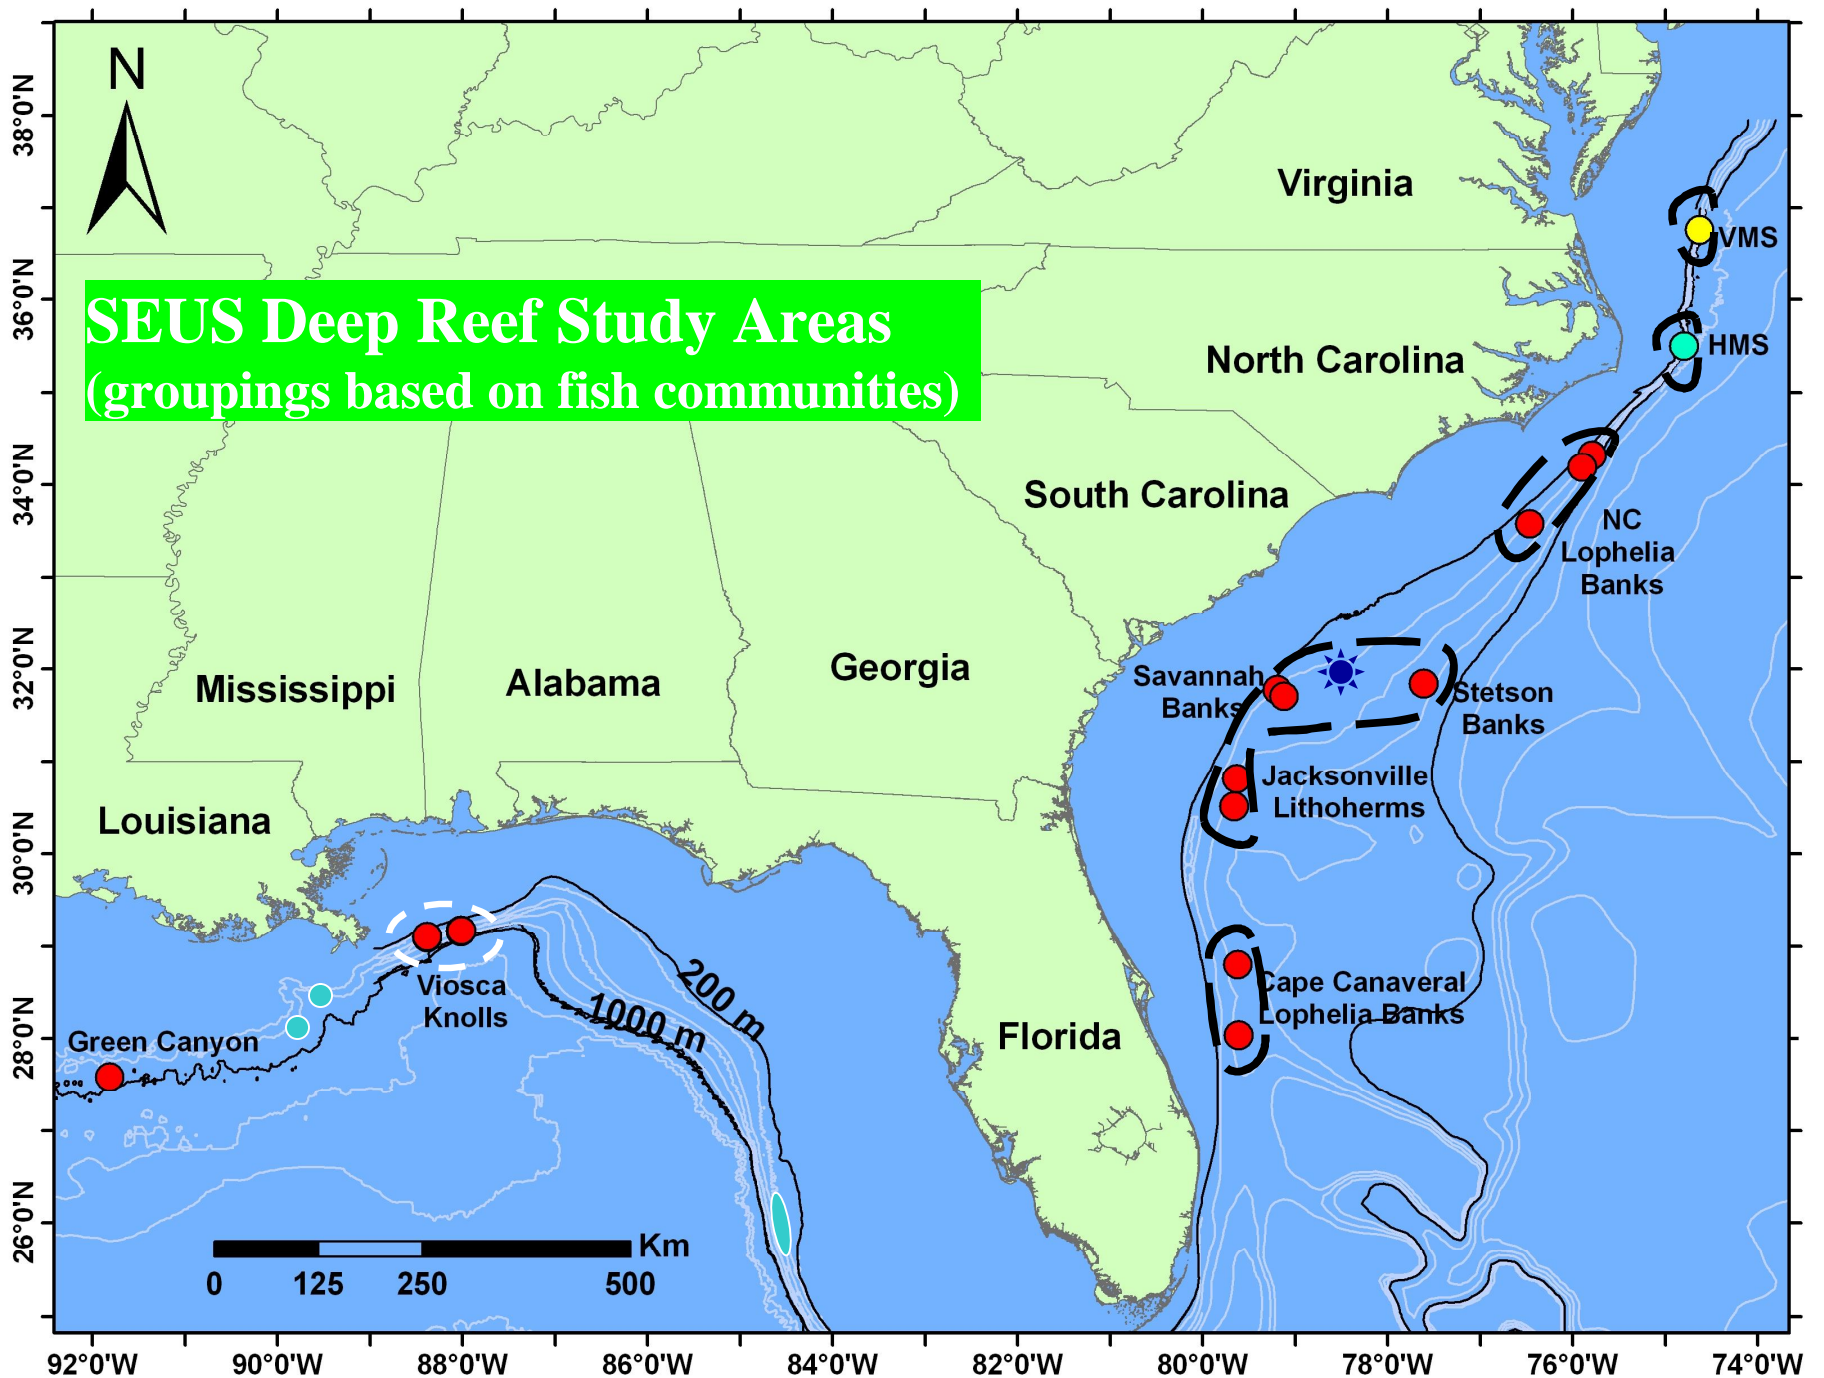 N
38°0'N
36°0'N
34°0'N
32°0'N
30°0'N
28°0'N
26°0'N
SEUS Deep Reef Study Areas
(groupings based on fish communities)
Virginia
VMS
HMS
North Carolina
South Carolina
NC
Lophelia
Banks
Savannah
Banks
Stetson
Banks
Georgia
Alabama
Mississippi
Louisiana
Jacksonville
Lithoherms
Viosca
Knolls
Green Canyon
200 m
1000 m
Florida
Cape Canaveral
Lophelia Banks
Km
0 125 250 500
92°0'W 90°0'W 88°0'W 86°0'W 84°0'W 82°0'W 80°0'W 78°0'W 76°0'W 74°0'W